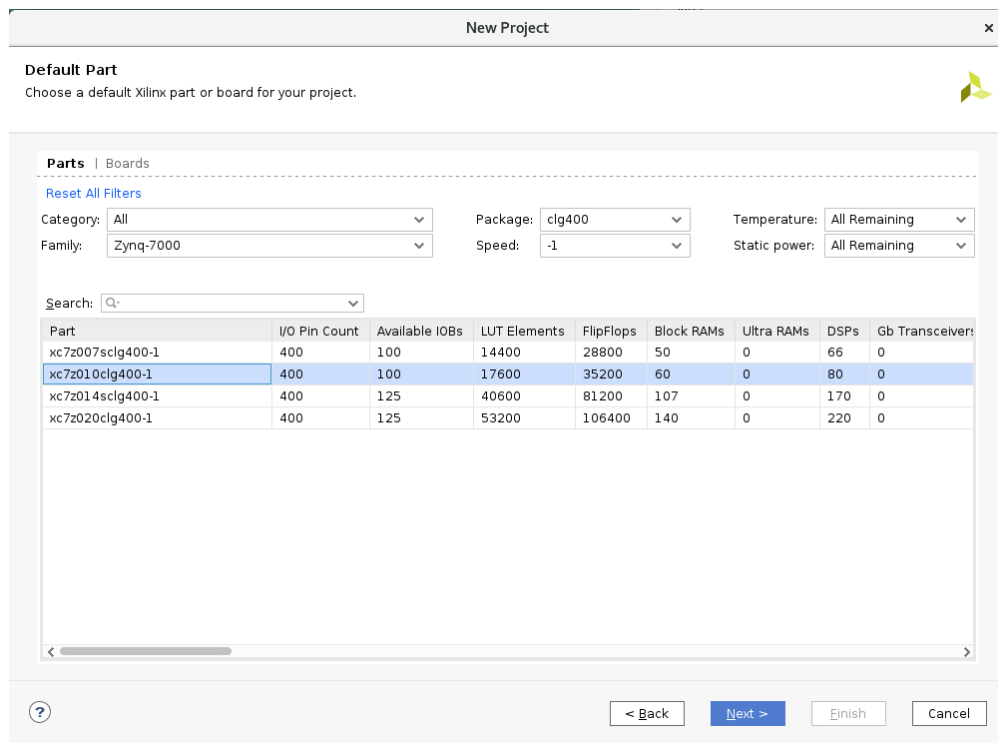 New Project
Default Part
Choose a default Xilinx part or board for your project.
Parts | Boards
Reset All Filters
Category: All Package: clg400 Temperature: All Remaining
Family: Zynq-7000 Speed: -1 Static power: All Remaining
Search:
Part I/O Pin Count Available IOBs LUT Elements FlipFlops Block RAMs Ultra RAMs DSPs Gb Transceivers
xc7z007sclg400-1 400 100 14400 28800 50 0 66 0
xc7z010clg400-1 400 100 17600 35200 60 0 80 0
xc7z014sclg400-1 400 125 40600 81200 107 0 170 0
xc7z020clg400-1 400 125 53200 106400 140 0 220 0
? < Back Next > Finish Cancel